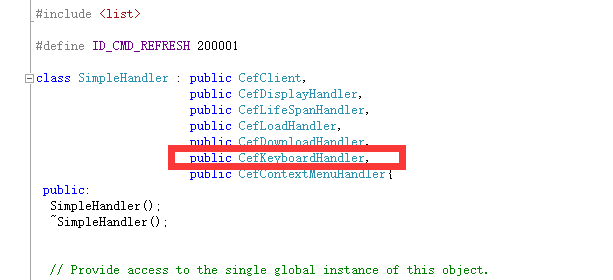 #include <list>
#define ID_CMD_REFRESH 200001
class SimpleHandler : public CefClient,
public CefDisplayHandler,
public CefLifeSpanHandler,
public CefLoadHandler,
public CefDownloadHandler,
public CefKeyboardHandler,
public CefContextMenuHandler{
public:
SimpleHandler();
~SimpleHandler();
// Provide access to the single global instance of this object.